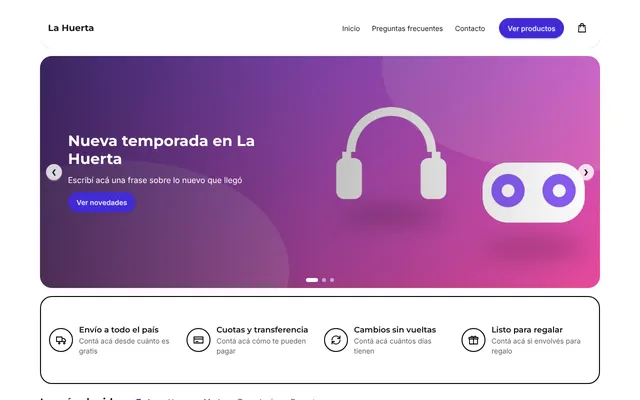 La Huerta
Inicio
Preguntas frecuentes
Contacto
Ver productos
Nueva temporada en La
Huerta
Escribí acá una frase sobre lo nuevo que llegó
Ver novedades
Envío a todo el país
Contá acá desde cuánto es
gratis
Cuotas y transferencia
Contá acá cómo te pueden
pagar
Cambios sin vueltas
Contá acá cuántos días
tienen
Listo para regalar
Contá acá si envolvés para
regalo